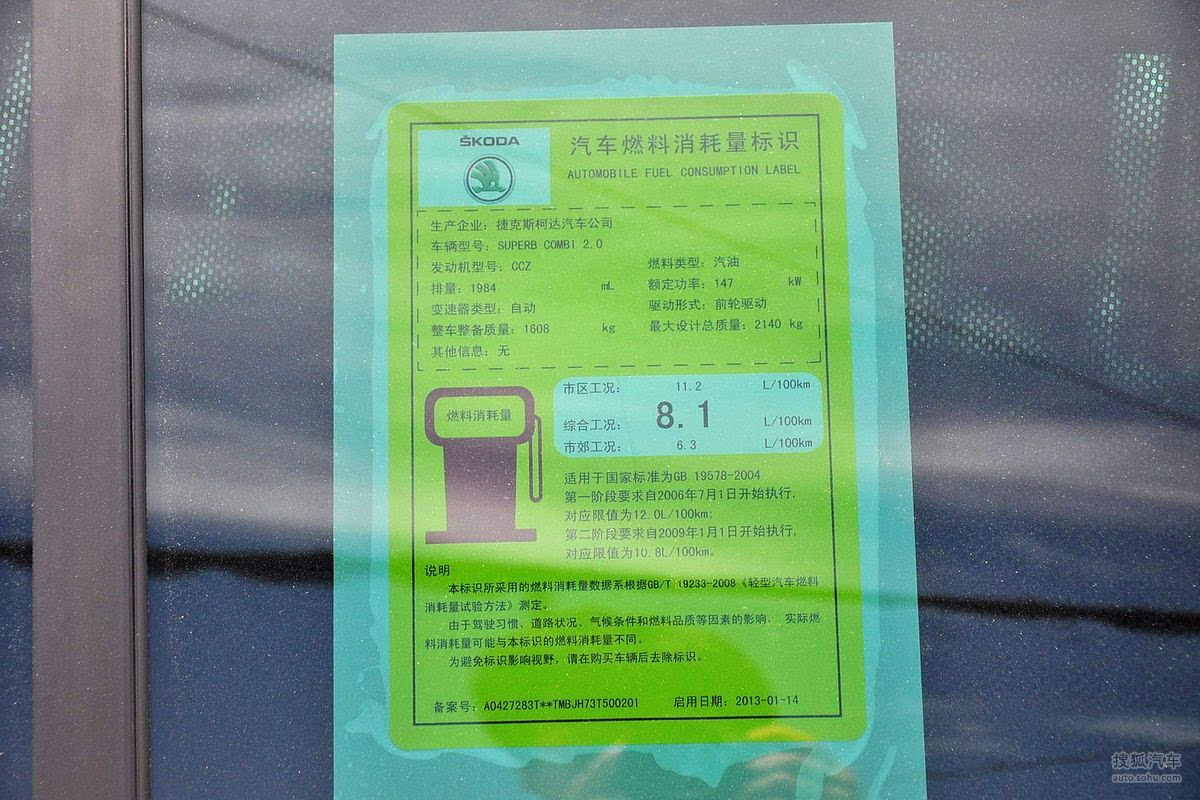 ŠKODA
汽车燃料消耗量标识
AUTOMOBILE FUEL CONSUMPTION LABEL
生产企业：捷克斯柯达汽车公司
车辆型号：SUPERB COMBI 2.0
发动机型号：CCZ 燃料类型：汽油
排量：1984 mL 额定功率：147 kW
变速器类型：自动 驱动形式：前轮驱动
整车整备质量：1608 kg 最大设计总质量：2140 kg
其他信息：无
燃料消耗量
市区工况： 11.2 L/100km
综合工况： 8.1 L/100km
市郊工况： 6.3 L/100km
适用于国家标准为GB 19578-2004
第一阶段要求自2006年7月1日开始执行，
对应限值为12.0L/100km；
第二阶段要求自2009年1月1日开始执行，
对应限值为10.8L/100km。
说明
本标识所采用的燃料消耗量数据系根据GB/T 19233-2008《轻型汽车燃料
消耗量试验方法》测定。
由于驾驶习惯、道路状况、气候条件和燃料品质等因素的影响， 实际燃
料消耗量可能与本标识的燃料消耗量不同。
为避免标识影响视野，请在购买车辆后去除标识。
备案号：A0427283T**TMBJH73T500201 启用日期：2013-01-14
搜狐汽车
auto.sohu.com